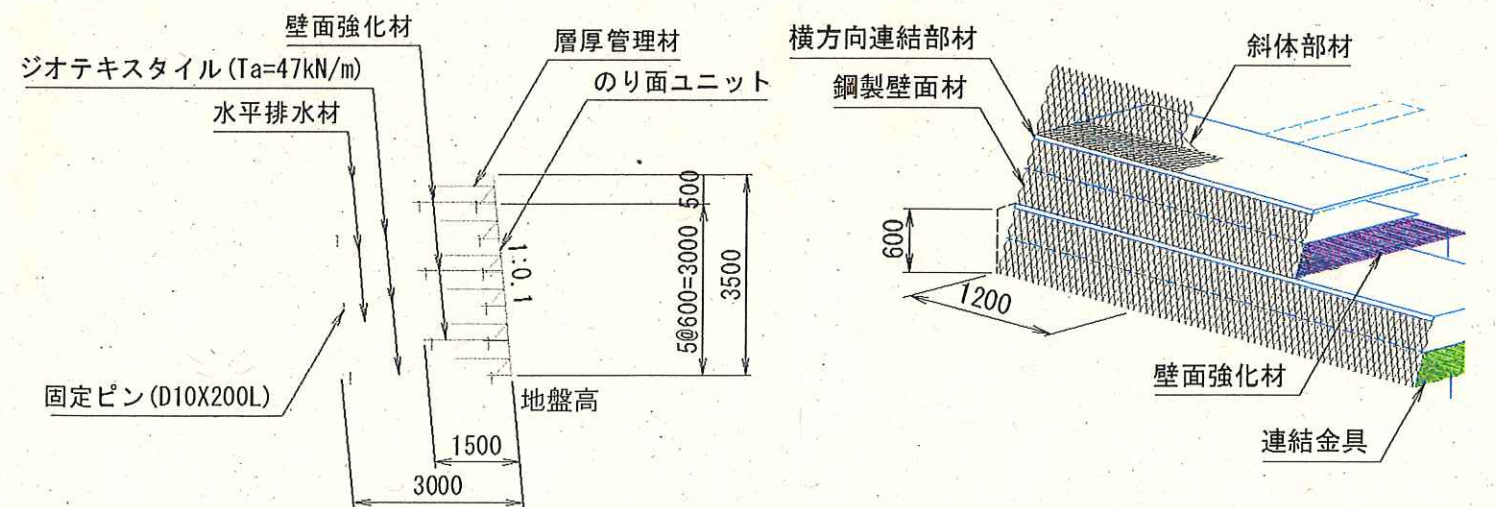 壁面強化材
層厚管理材
ジオテキスタイル(Ta=47kN/m)
のり面ユニット
水平排水材
500
1:0.1
5@600=3000
3500
固定ピン(D10X200L)
地盤高
1500
3000
横方向連結部材
斜体部材
鋼製壁面材
600
1200
壁面強化材
連結金具